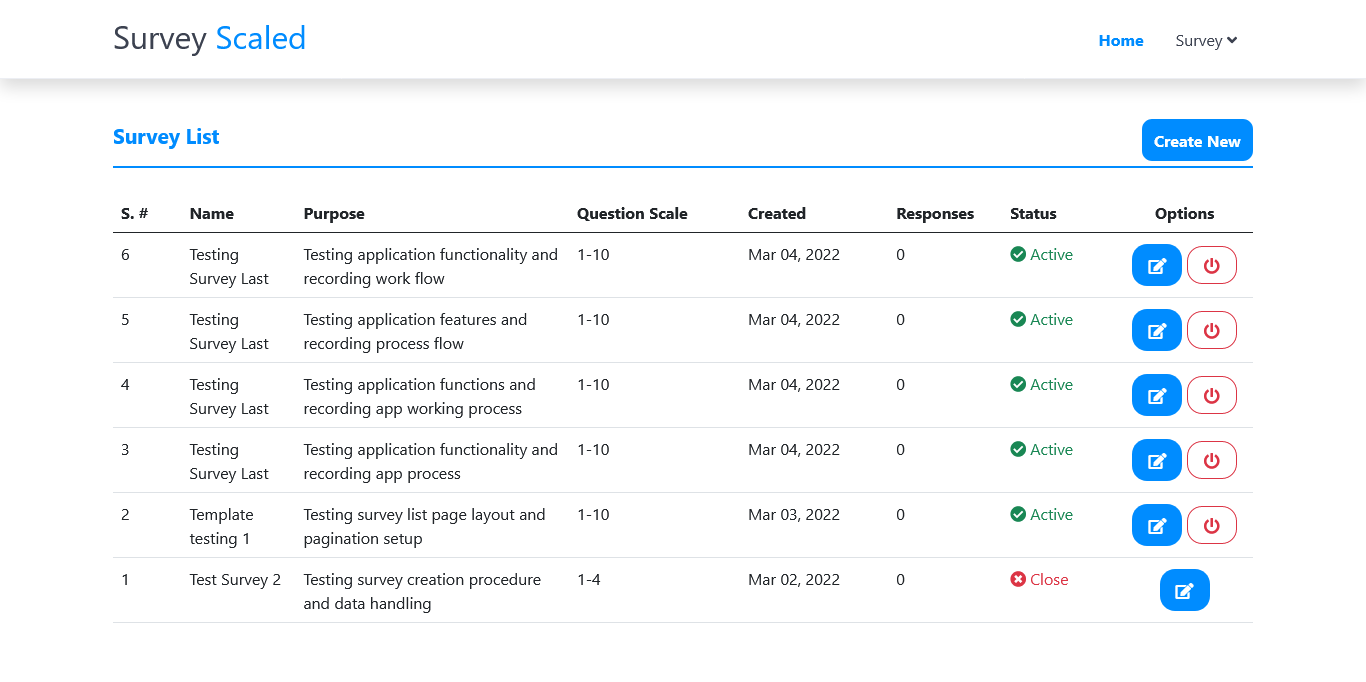 Survey Scaled
Home Survey
Survey List
Create New
S. # Name Purpose Question Scale Created Responses Status Options
6 Testing Testing application functionality and 1-10 Mar 04, 2022 0 Active
Survey Last recording work flow
5 Testing Testing application features and 1-10 Mar 04, 2022 0 Active
Survey Last recording process flow
4 Testing Testing application functions and 1-10 Mar 04, 2022 0 Active
Survey Last recording app working process
3 Testing Testing application functionality and 1-10 Mar 04, 2022 0 Active
Survey Last recording app process
2 Template Testing survey list page layout and 1-10 Mar 03, 2022 0 Active
testing 1 pagination setup
1 Test Survey 2 Testing survey creation procedure 1-4 Mar 02, 2022 0 Close
and data handling